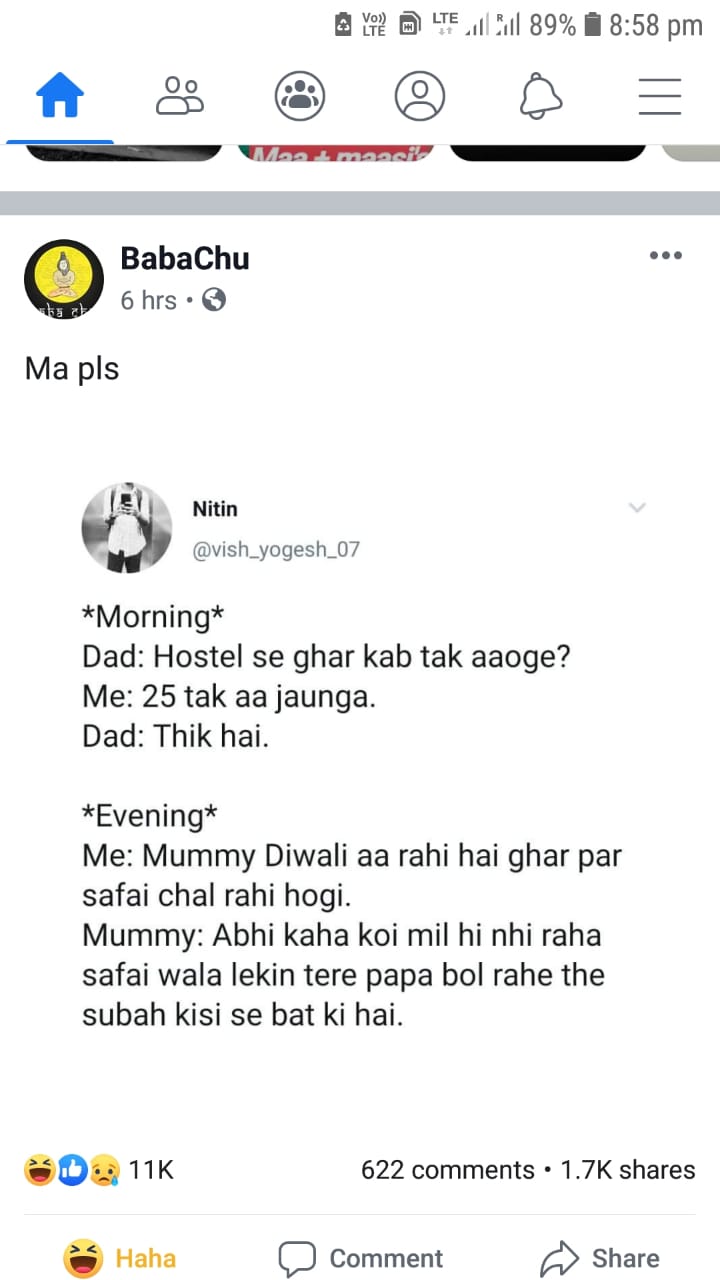 Vo)) LTE LTE R 89% 8:58 pm
Maa + maasi's
BabaChu
6 hrs •
Ma pls
Nitin
@vish_yogesh_07
*Morning*
Dad: Hostel se ghar kab tak aaoge?
Me: 25 tak aa jaunga.
Dad: Thik hai.
*Evening*
Me: Mummy Diwali aa rahi hai ghar par
safai chal rahi hogi.
Mummy: Abhi kaha koi mil hi nhi raha
safai wala lekin tere papa bol rahe the
subah kisi se bat ki hai.
11K
622 comments • 1.7K shares
Haha Comment Share